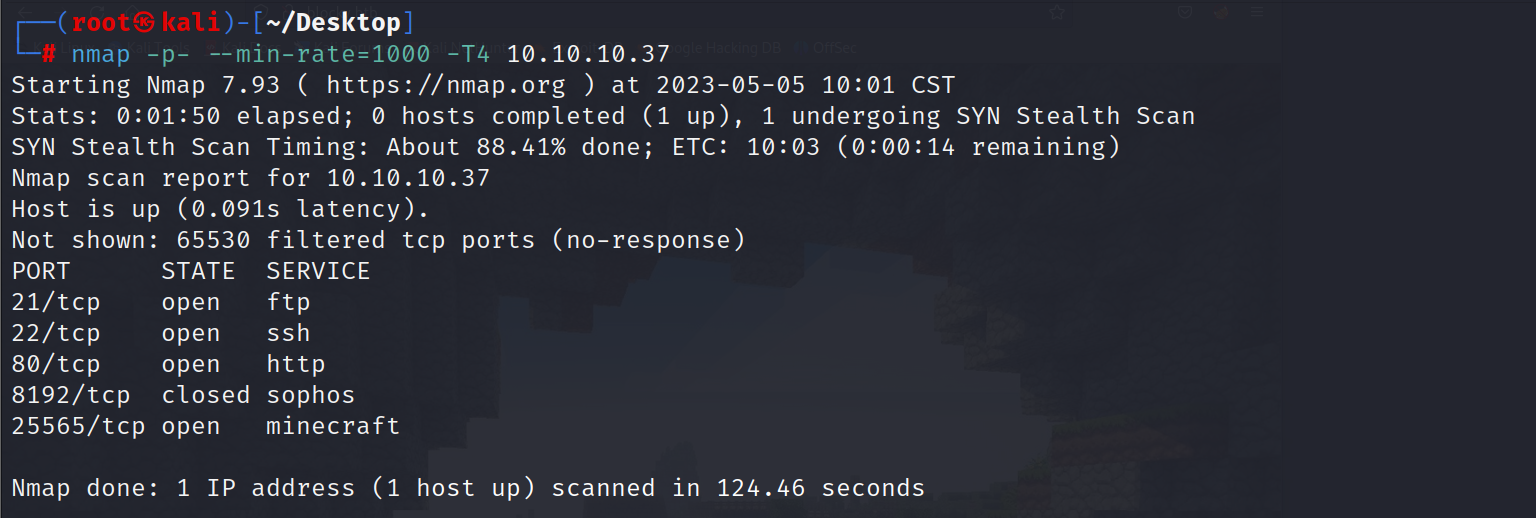 ┌──(root㉿kali)-[~/Desktop]
└─# nmap -p- --min-rate=1000 -T4 10.10.10.37
Starting Nmap 7.93 ( https://nmap.org ) at 2023-05-05 10:01 CST
Stats: 0:01:50 elapsed; 0 hosts completed (1 up), 1 undergoing SYN Stealth Scan
SYN Stealth Scan Timing: About 88.41% done; ETC: 10:03 (0:00:14 remaining)
Nmap scan report for 10.10.10.37
Host is up (0.091s latency).
Not shown: 65530 filtered tcp ports (no-response)
PORT      STATE  SERVICE
21/tcp    open   ftp
22/tcp    open   ssh
80/tcp    open   http
8192/tcp  closed sophos
25565/tcp open   minecraft
Nmap done: 1 IP address (1 host up) scanned in 124.46 seconds
Google Hacking DB
OffSec